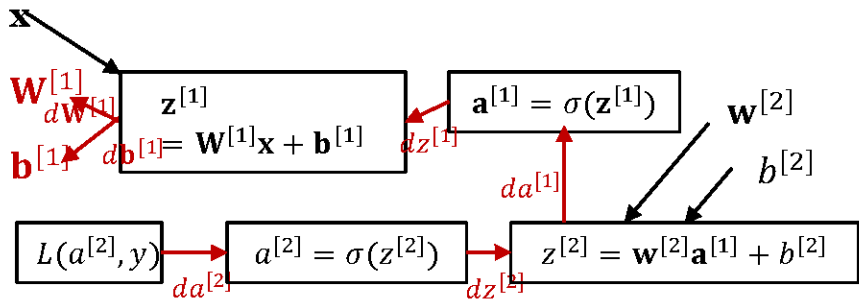 x
W^[1]
dW^[1]
b^[1]
db^[1]
z^[1]
= W^[1]x + b^[1]
dz^[1]
a^[1] = σ(z^[1])
w^[2]
b^[2]
da^[1]
L(a^[2], y)
da^[2]
a^[2] = σ(z^[2])
dz^[2]
z^[2] = w^[2]a^[1] + b^[2]